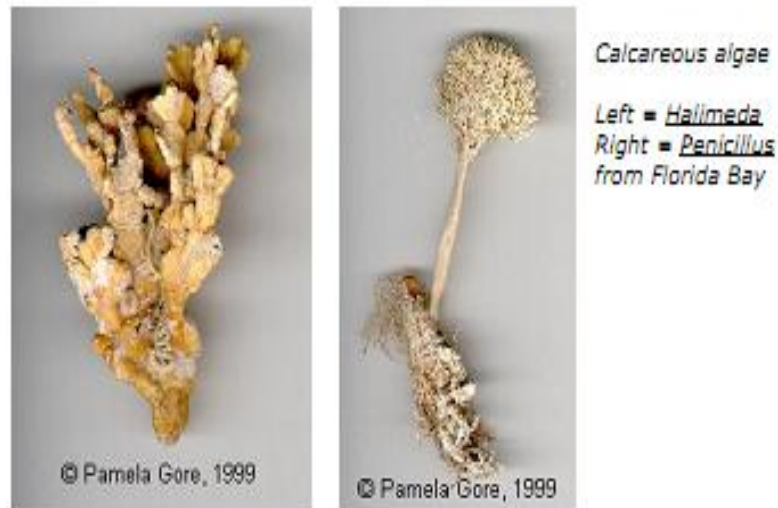 Calcareous algae
Left = Halimeda
Right = Penicillus
from Florida Bay
© Pamela Gore, 1999
© Pamela Gore, 1999